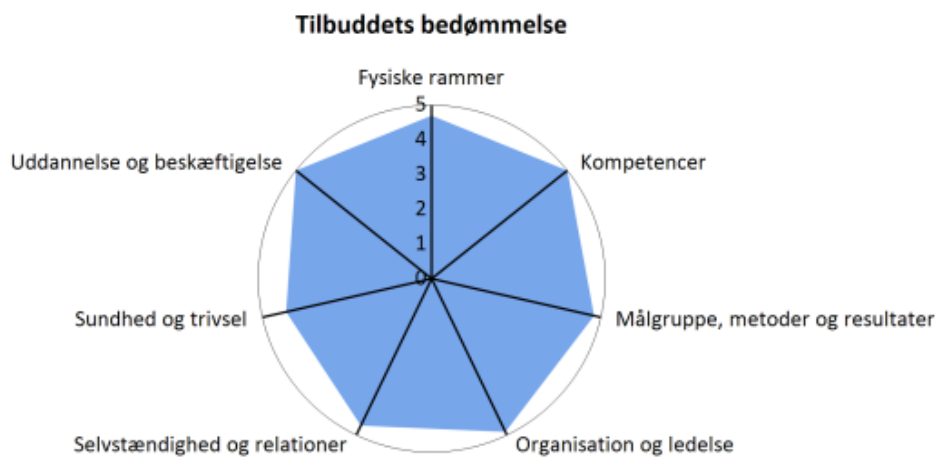 Tilbuddets bedømmelse
Fysiske rammer
5
4
3
2
1
0
Uddannelse og beskæftigelse
Kompetencer
Sundhed og trivsel
Målgruppe, metoder og resultater
Selvstændighed og relationer
Organisation og ledelse